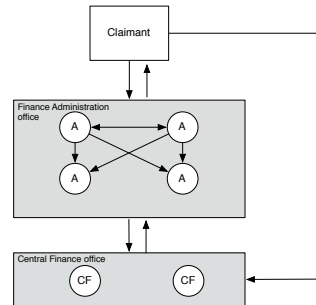 Claimant
Finance Administration
office
A
A
A
A
Central Finance office
CF
CF